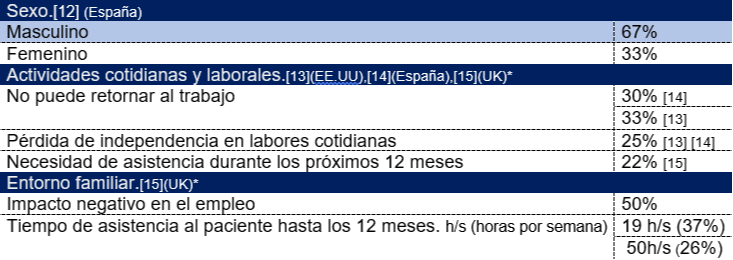 Sexo.[12] (España)
Masculino 67%
Femenino 33%
Actividades cotidianas y laborales.[13](EE.UU),[14](España),[15](UK)*
No puede retornar al trabajo 30% [14]
33% [13]
Pérdida de independencia en labores cotidianas 25% [13] [14]
Necesidad de asistencia durante los próximos 12 meses 22% [15]
Entorno familiar.[15](UK)*
Impacto negativo en el empleo 50%
Tiempo de asistencia al paciente hasta los 12 meses. h/s (horas por semana) 19 h/s (37%)
50h/s (26%)